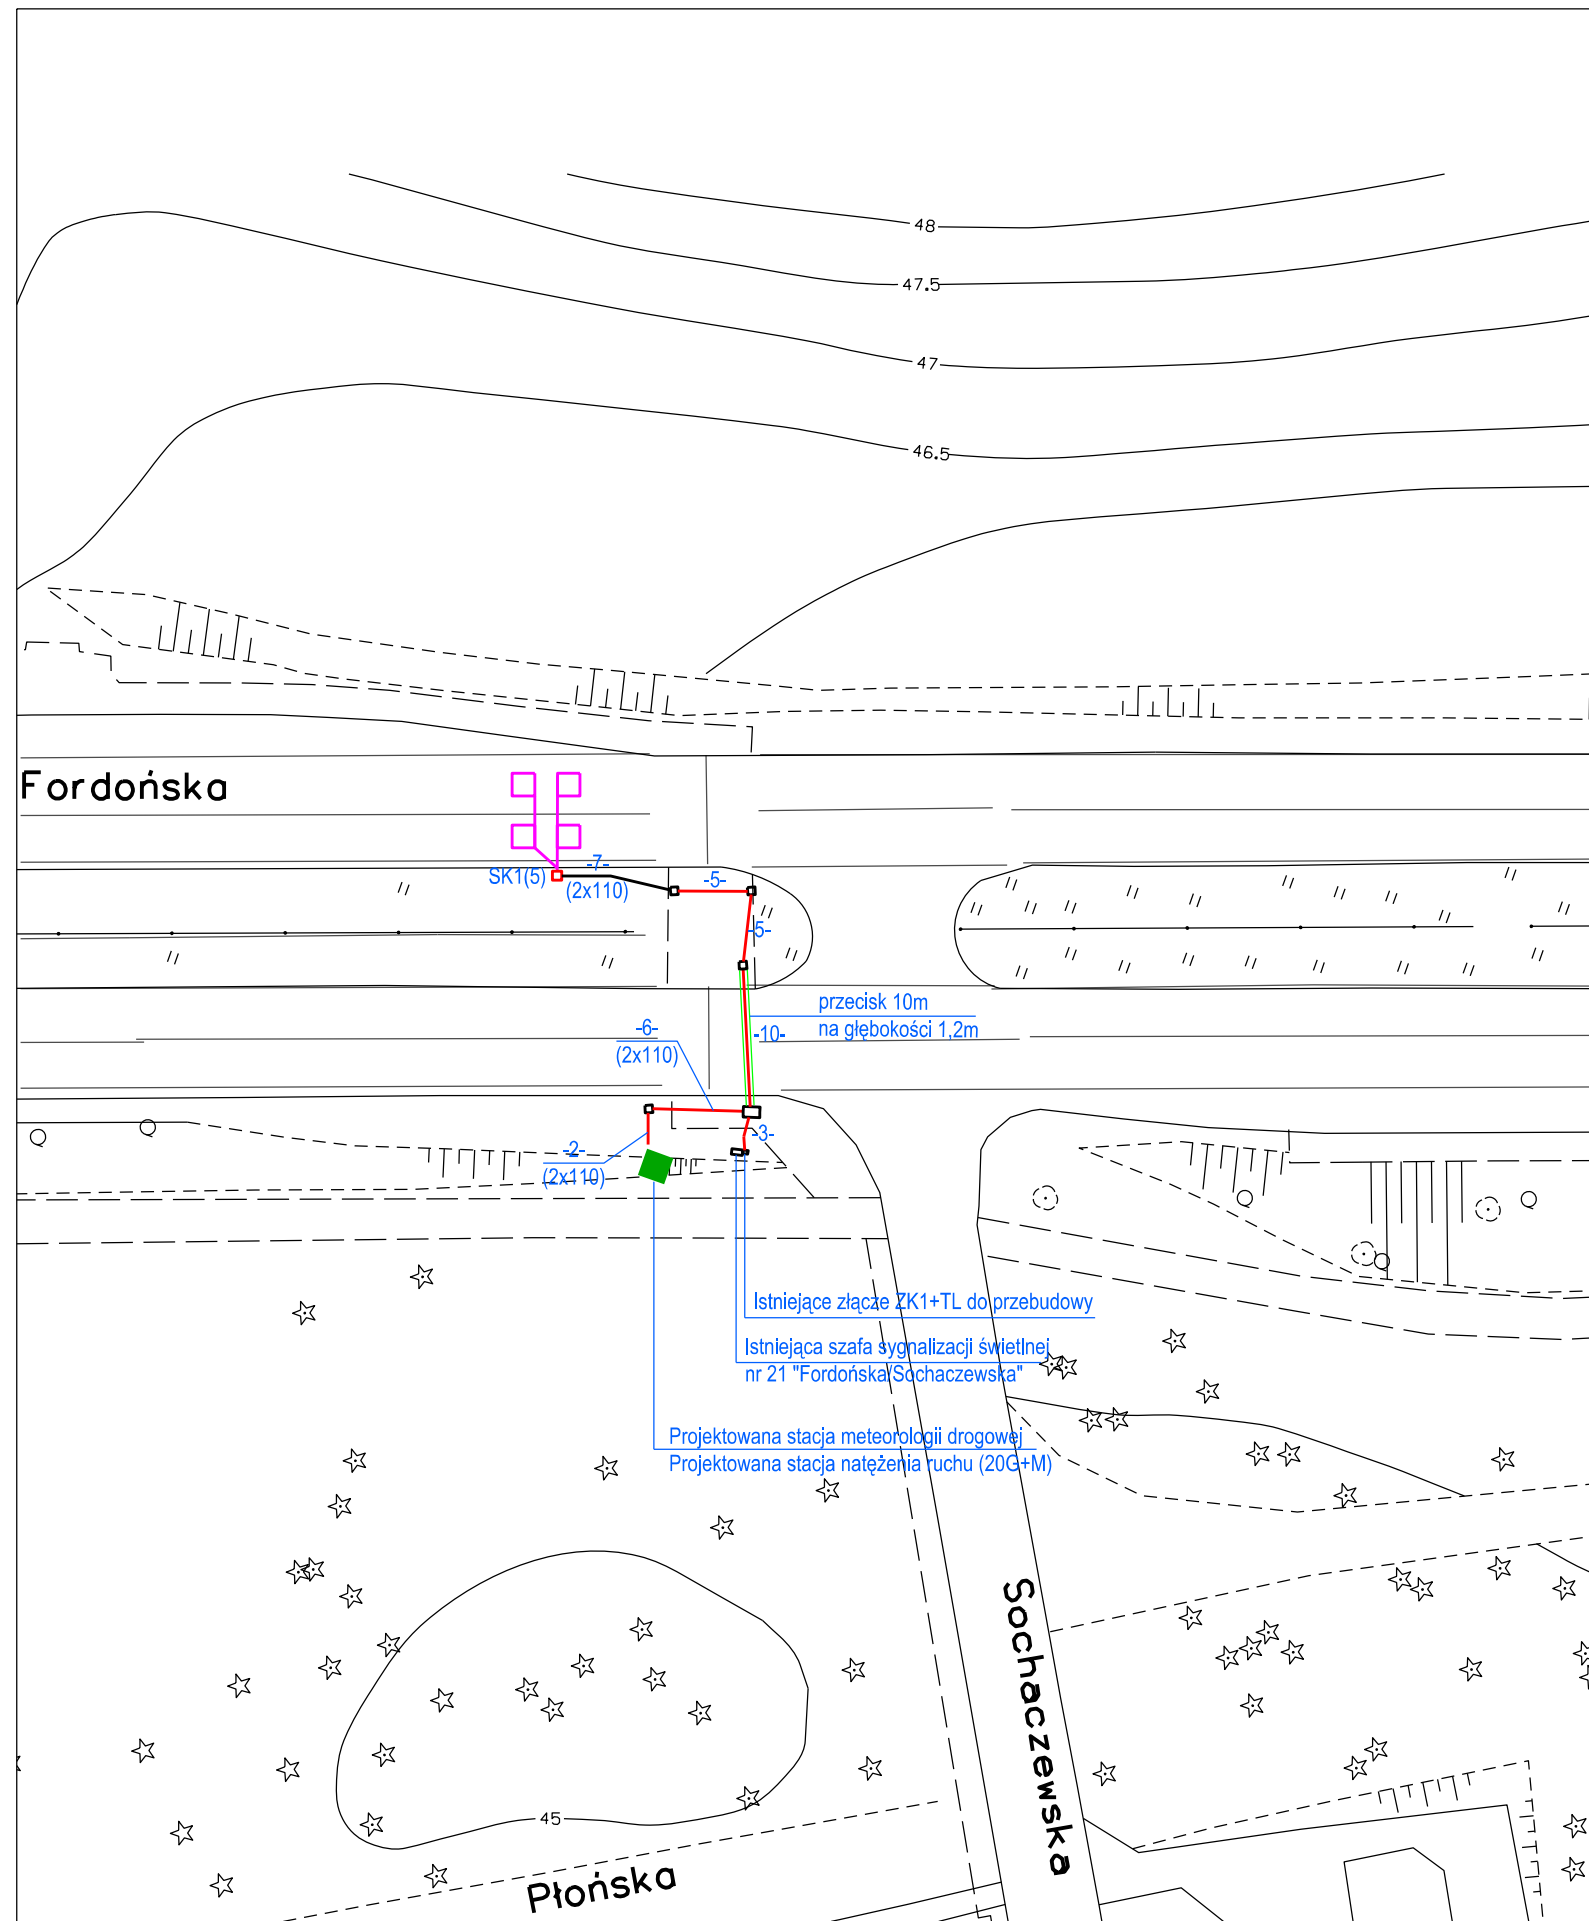 48
47.5
47
46.5
Fordońska
SK1(5)
-7-
(2x110)
-5-
-5-
przecisk 10m
na głębokości 1,2m
-10-
-6-
(2x110)
-3-
-2-
(2x110)
Istniejące złącze ZK1+TL do przebudowy
Istniejąca szafa sygnalizacji świetlnej
nr 21 "Fordońska/Sochaczewska"
Projektowana stacja meteorologii drogowej
Projektowana stacja natężenia ruchu (20G+M)
Sochaczewska
45
Płońska